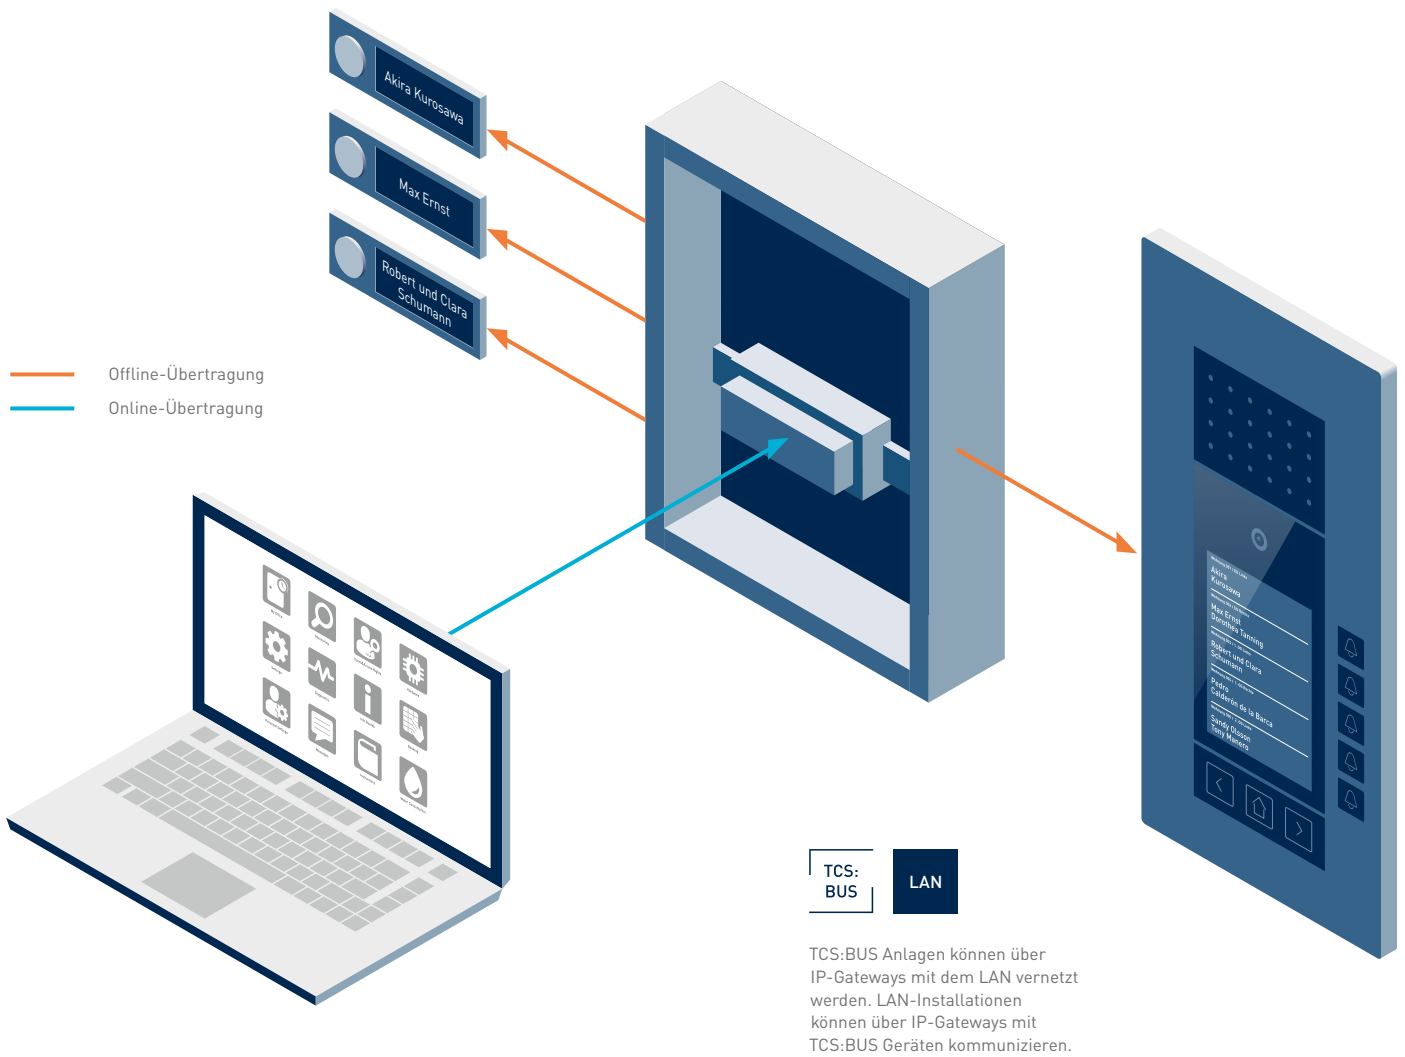 Akira Kurosawa
Max Ernst
Robert und Clara
Schumann
Offline-Übertragung
Online-Übertragung
Akira
Kurosawa
Max Ernst
Dorothea Tanning
Robert und Clara
Schumann
Pedro
Calderón de la Barca
Sandy Olsson
Tony Manero
TCS:
BUS
LAN
TCS:BUS Anlagen können über
IP-Gateways mit dem LAN vernetzt
werden. LAN-Installationen
können über IP-Gateways mit
TCS:BUS Geräten kommunizieren.